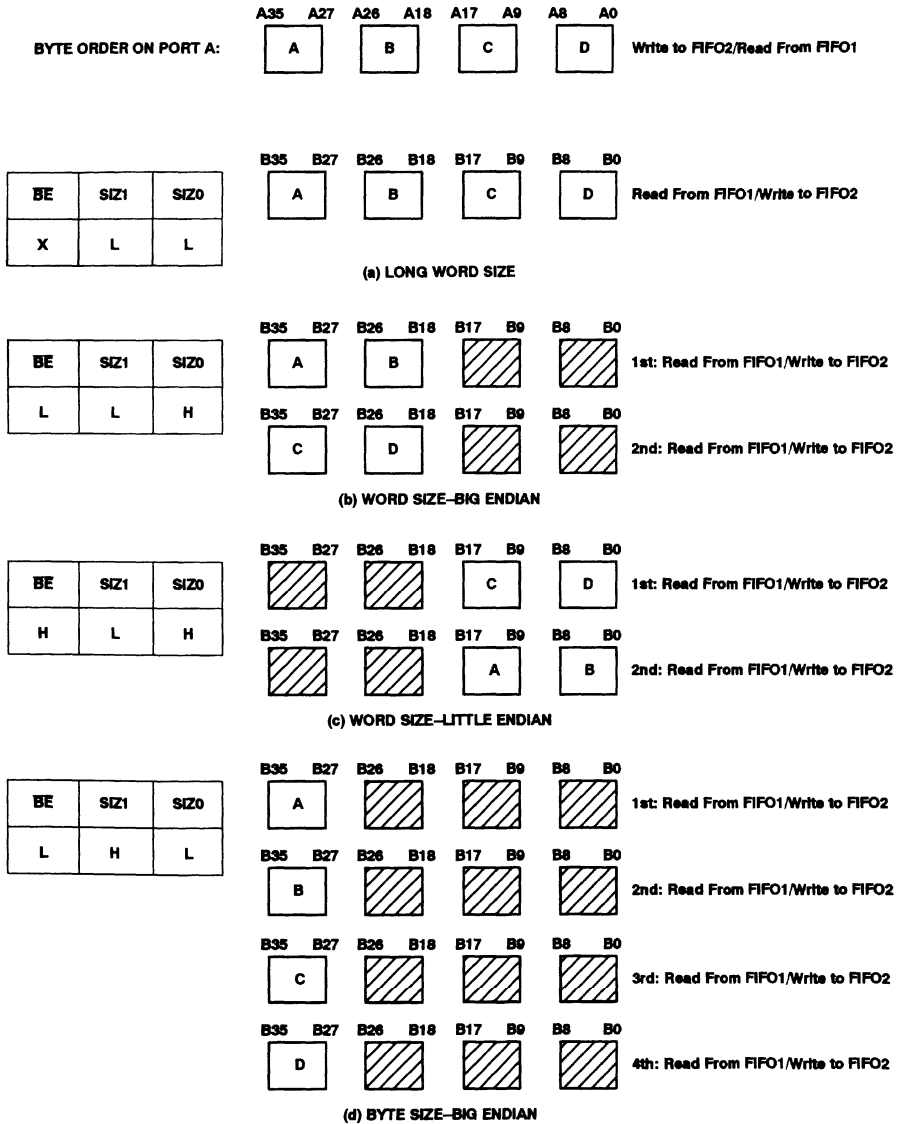 A35 A27 A26 A18 A17 A9 A8 A0
BYTE ORDER ON PORT A: A B C D Write to FIFO2/Read From FIFO1
B35 B27 B26 B18 B17 B9 B8 B0
B̅E̅ SIZ1 SIZ0 A B C D Read From FIFO1/Write to FIFO2
X L L
(a) LONG WORD SIZE
B35 B27 B26 B18 B17 B9 B8 B0
B̅E̅ SIZ1 SIZ0 A B 1st: Read From FIFO1/Write to FIFO2
L L H
B35 B27 B26 B18 B17 B9 B8 B0
C D 2nd: Read From FIFO1/Write to FIFO2
(b) WORD SIZE–BIG ENDIAN
B35 B27 B26 B18 B17 B9 B8 B0
B̅E̅ SIZ1 SIZ0 C D 1st: Read From FIFO1/Write to FIFO2
H L H
B35 B27 B26 B18 B17 B9 B8 B0
A B 2nd: Read From FIFO1/Write to FIFO2
(c) WORD SIZE–LITTLE ENDIAN
B35 B27 B26 B18 B17 B9 B8 B0
B̅E̅ SIZ1 SIZ0 A 1st: Read From FIFO1/Write to FIFO2
L H L
B35 B27 B26 B18 B17 B9 B8 B0
B 2nd: Read From FIFO1/Write to FIFO2
B35 B27 B26 B18 B17 B9 B8 B0
C 3rd: Read From FIFO1/Write to FIFO2
B35 B27 B26 B18 B17 B9 B8 B0
D 4th: Read From FIFO1/Write to FIFO2
(d) BYTE SIZE–BIG ENDIAN